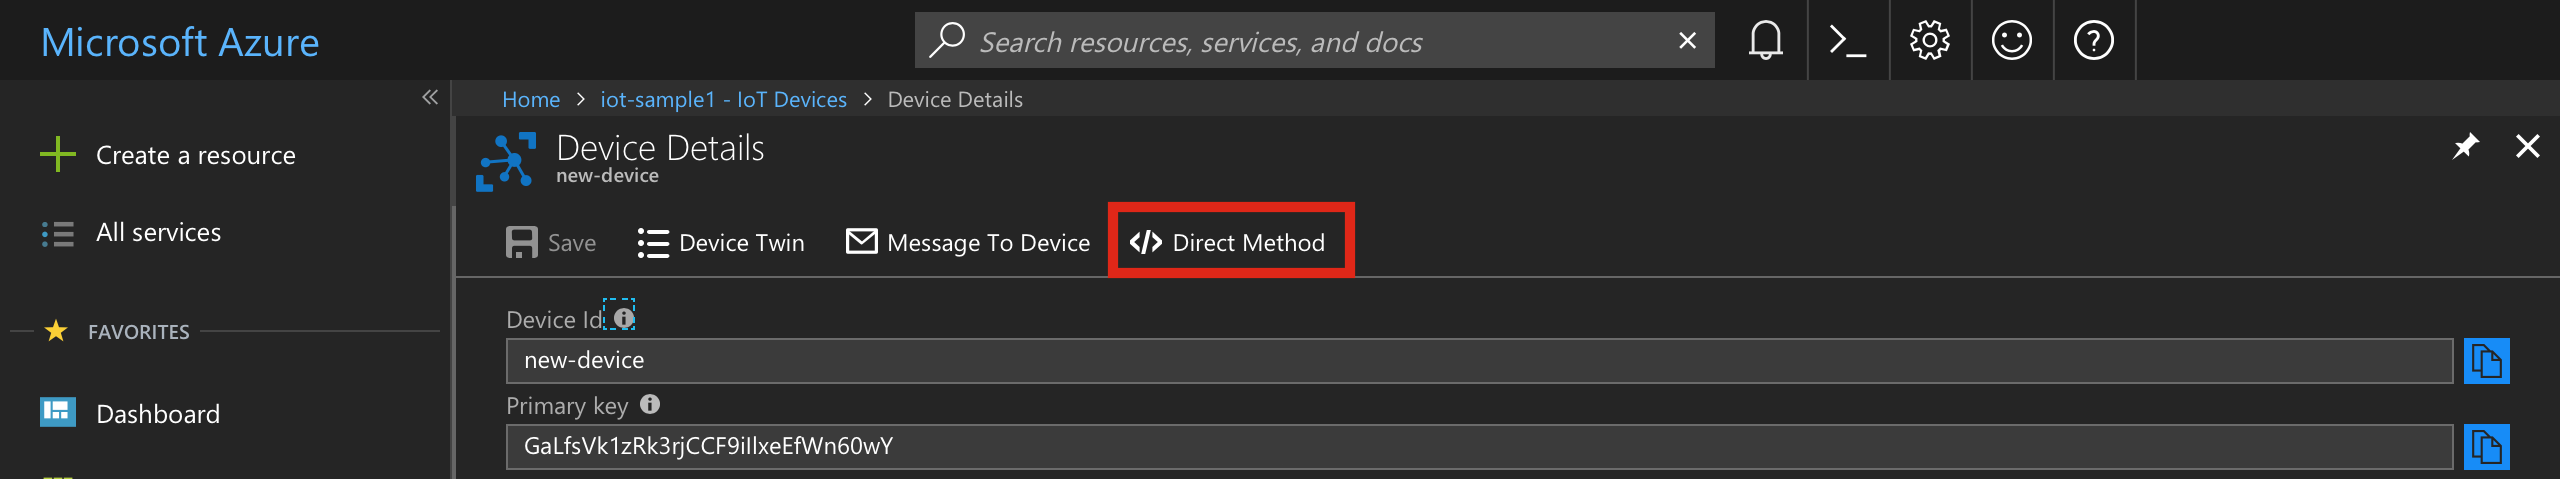 Microsoft Azure
Search resources, services, and docs
Home > iot-sample1 - IoT Devices > Device Details
Create a resource
All services
FAVORITES
Dashboard
Device Details
new-device
Save
Device Twin
Message To Device
Direct Method
Device Id
new-device
Primary key
GaLfsVk1zRk3rjCCF9iIlxeEfWn60wY